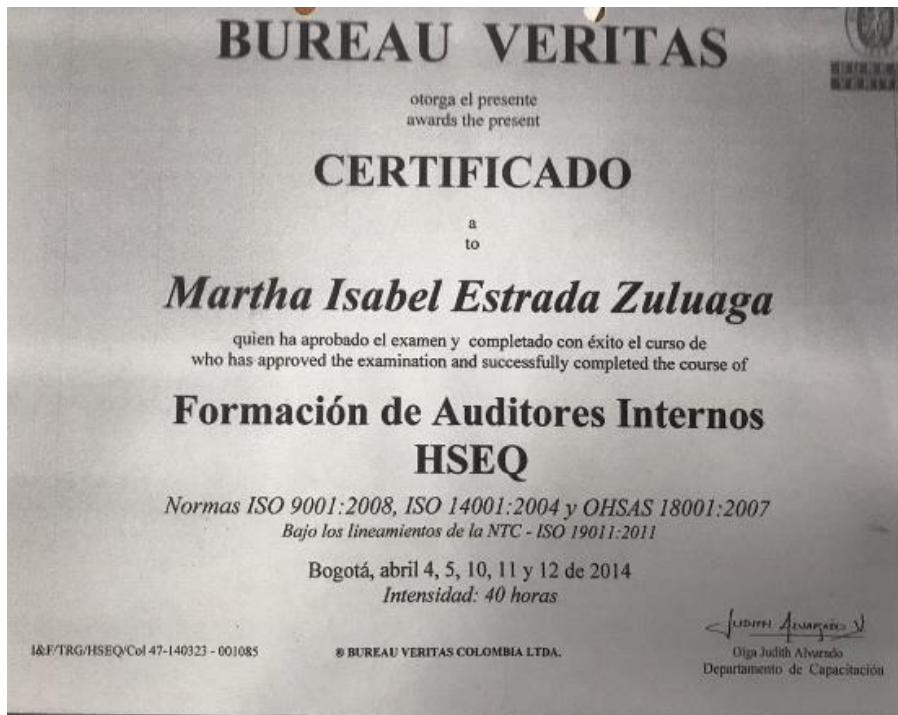 BUREAU VERITAS
otorga el presente
awards the present
CERTIFICADO
a
to
Martha Isabel Estrada Zuluaga
quien ha aprobado el examen y completado con éxito el curso de
who has approved the examination and successfully completed the course of
Formación de Auditores Internos
HSEQ
Normas ISO 9001:2008, ISO 14001:2004 y OHSAS 18001:2007
Bajo los lineamientos de la NTC - ISO 19011:2011
Bogotá, abril 4, 5, 10, 11 y 12 de 2014
Intensidad: 40 horas
Judith Alvarado V
I&F/TRG/HSEQ/Col 47-140323 - 001085
® BUREAU VERITAS COLOMBIA LTDA.
Olga Judith Alvarado
Departamento de Capacitación